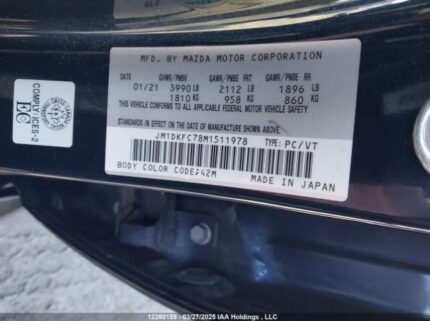 MFD. BY MAZDA MOTOR CORPORATION
GVWR/PNBV GAWR/PNBE FRT GAWR/PNBE RR
01/21 3990 LB 2112 LB 1896 LB
1810 KG 958 KG 860 KG
THIS VEHICLE CONFORMS TO ALL APPLICABLE FEDERAL MOTOR VEHICLE SAFETY
STANDARDS IN EFFECT ON THE DATE OF MANUFACTURE SHOWN ABOVE.
JM1DKFC78M1511978 TYPE: PC/VT
BODY COLOR CODE:42M
MADE IN JAPAN
COMPLY ICES-2
EC
12280159 - 03/27/2025 IAA Holdings , LLC